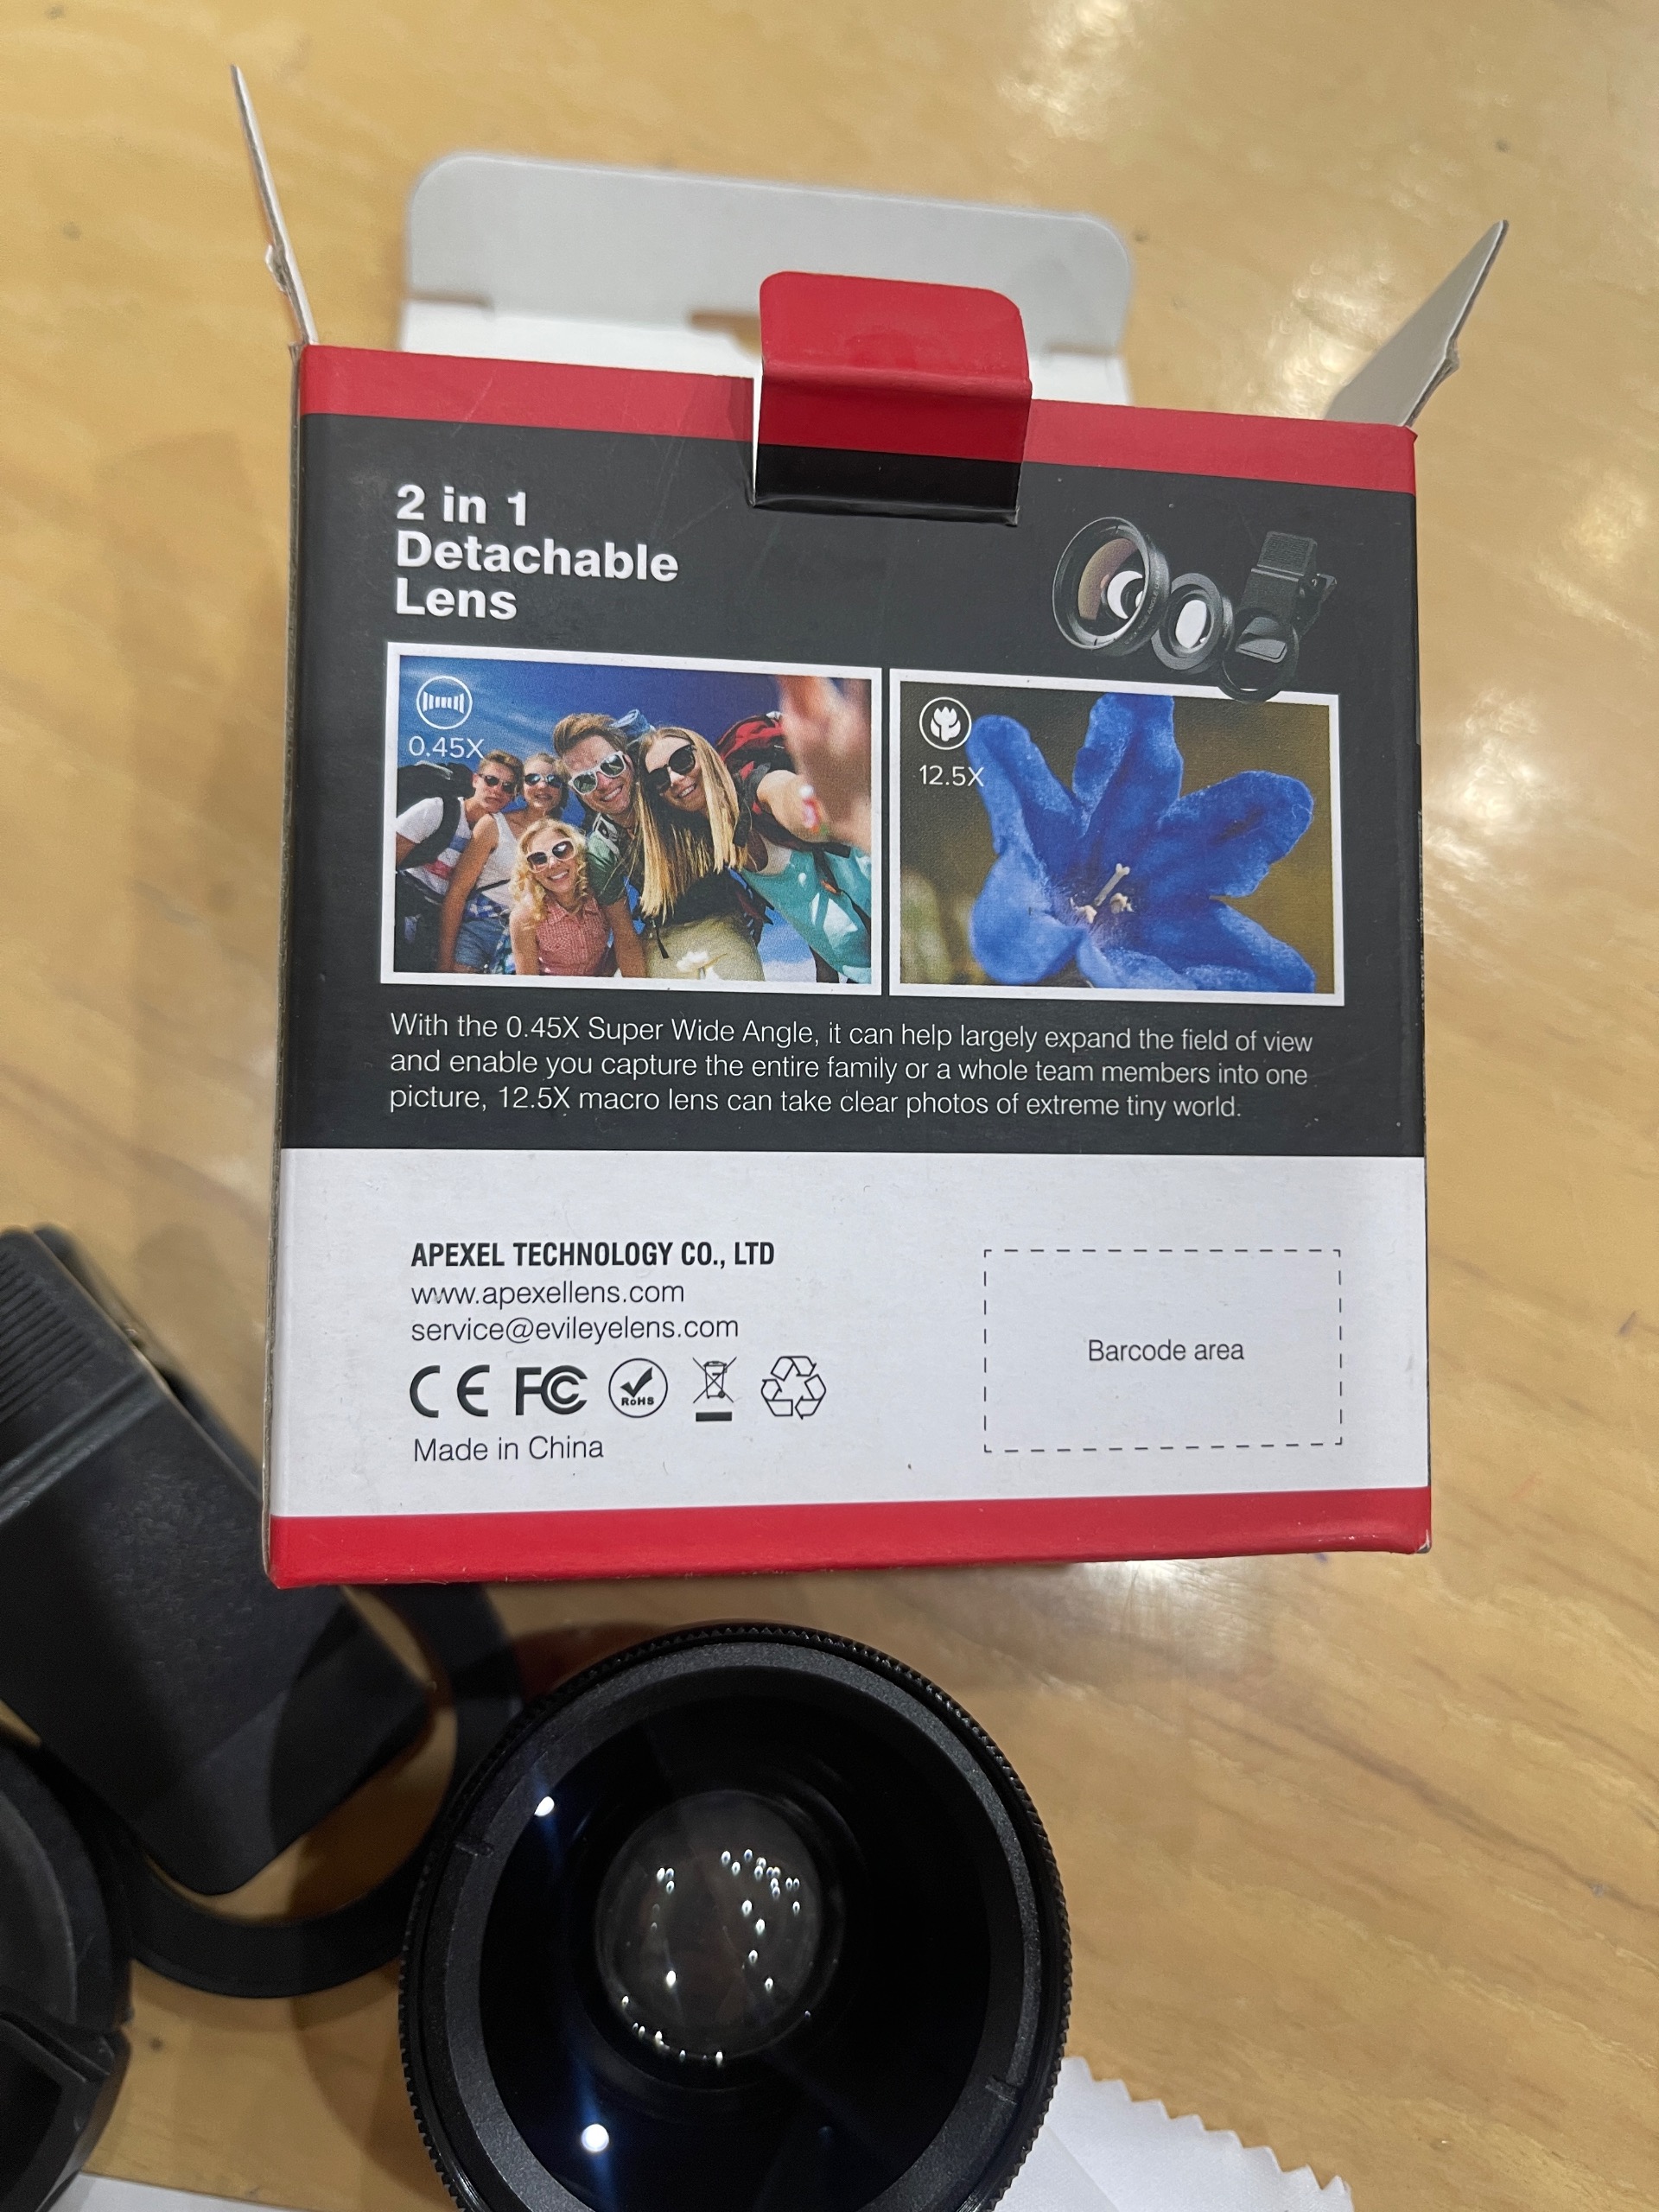 2 in 1
Detachable
Lens
0.45X
12.5X
With the 0.45X Super Wide Angle, it can help largely expand the field of view
and enable you capture the entire family or a whole team members into one
picture, 12.5X macro lens can take clear photos of extreme tiny world.
APEXEL TECHNOLOGY CO., LTD
www.apexellens.com
service@evileyelens.com
CE FC RoHS
Made in China
Barcode area